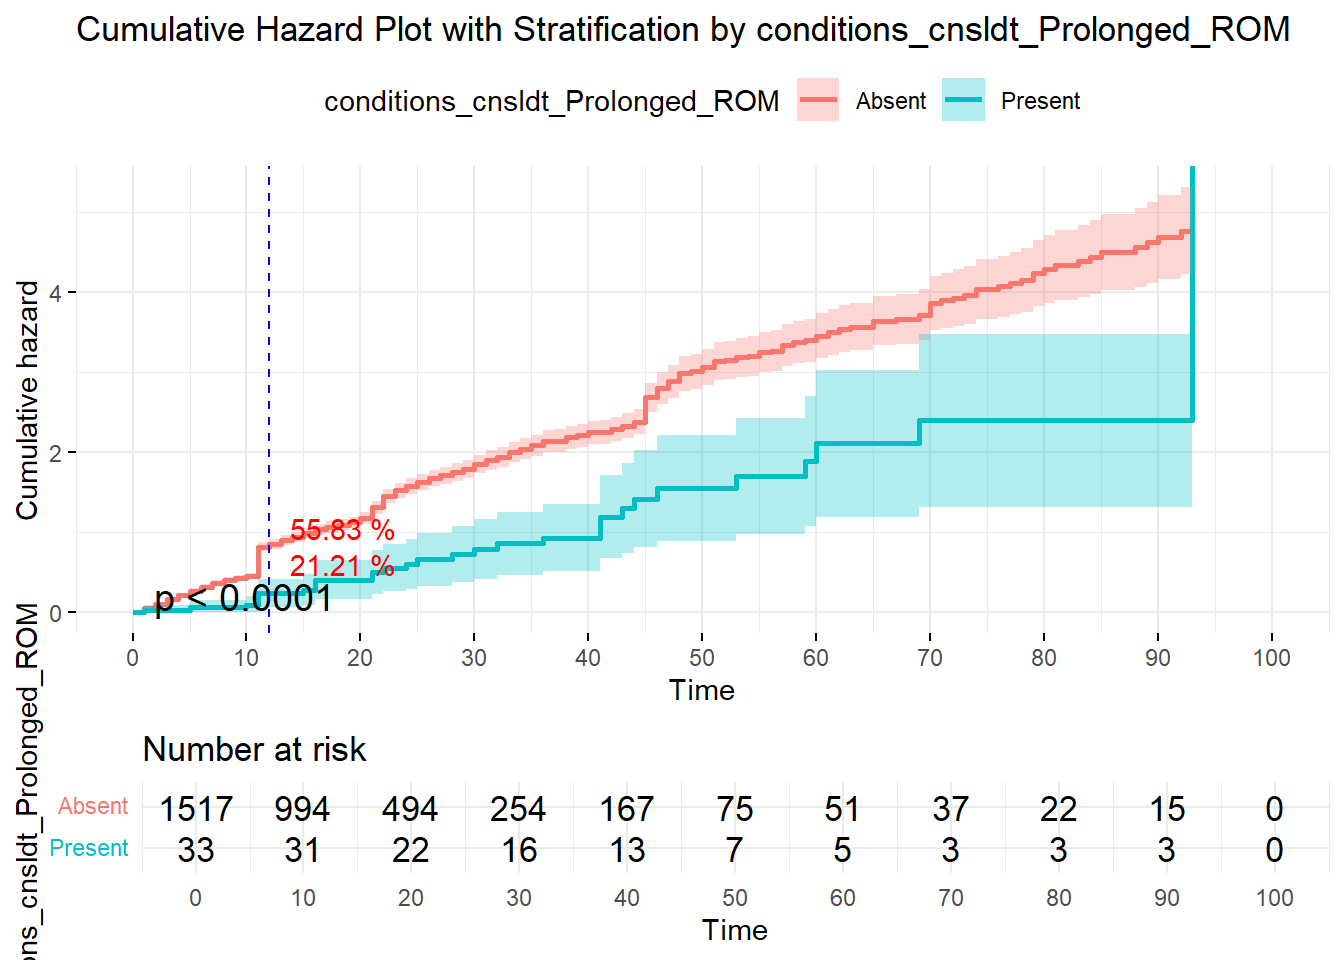 Cumulative Hazard Plot with Stratification by conditions_cnsldt_Prolonged_ROM
conditions_cnsldt_Prolonged_ROM Absent Present
Cumulative hazard
4
2
0
55.83 %
21.21 %
p < 0.0001
0 10 20 30 40 50 60 70 80 90 100
Time
ons_cnsldt_Prolonged_ROM
Number at risk
Absent 1517 994 494 254 167 75 51 37 22 15 0
Present 33 31 22 16 13 7 5 3 3 3 0
0 10 20 30 40 50 60 70 80 90 100
Time